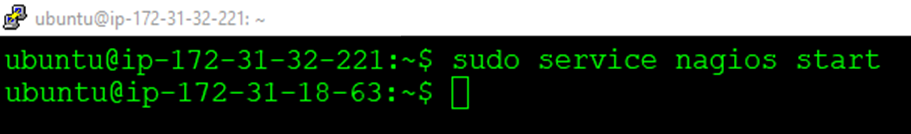 ubuntu@ip-172-31-32-221: ~
ubuntu@ip-172-31-32-221:~$ sudo service nagios start
ubuntu@ip-172-31-18-63:~$